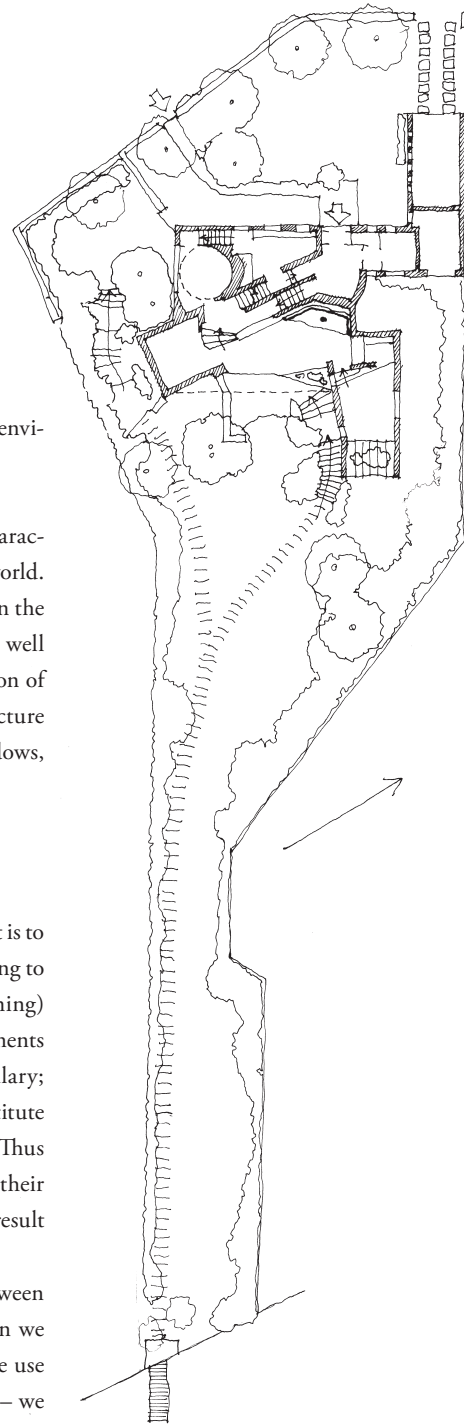 envi-
arac-
orld.
n the
well
on of
cture
lows,
t is to
ng to
ning)
nents
lary;
titute
Thus
their
result
ween
n we
e use
– we